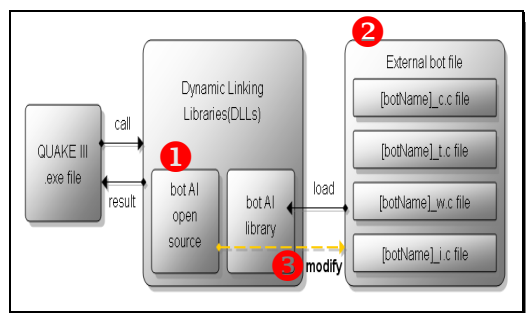 QUAKE III
.exe file
call
result
Dynamic Linking
Libraries(DLLs)
1
bot AI
open
source
bot AI
library
load
3
modify
2
External bot file
[botName]_c.c file
[botName]_t.c file
[botName]_w.c file
[botName]_i.c file